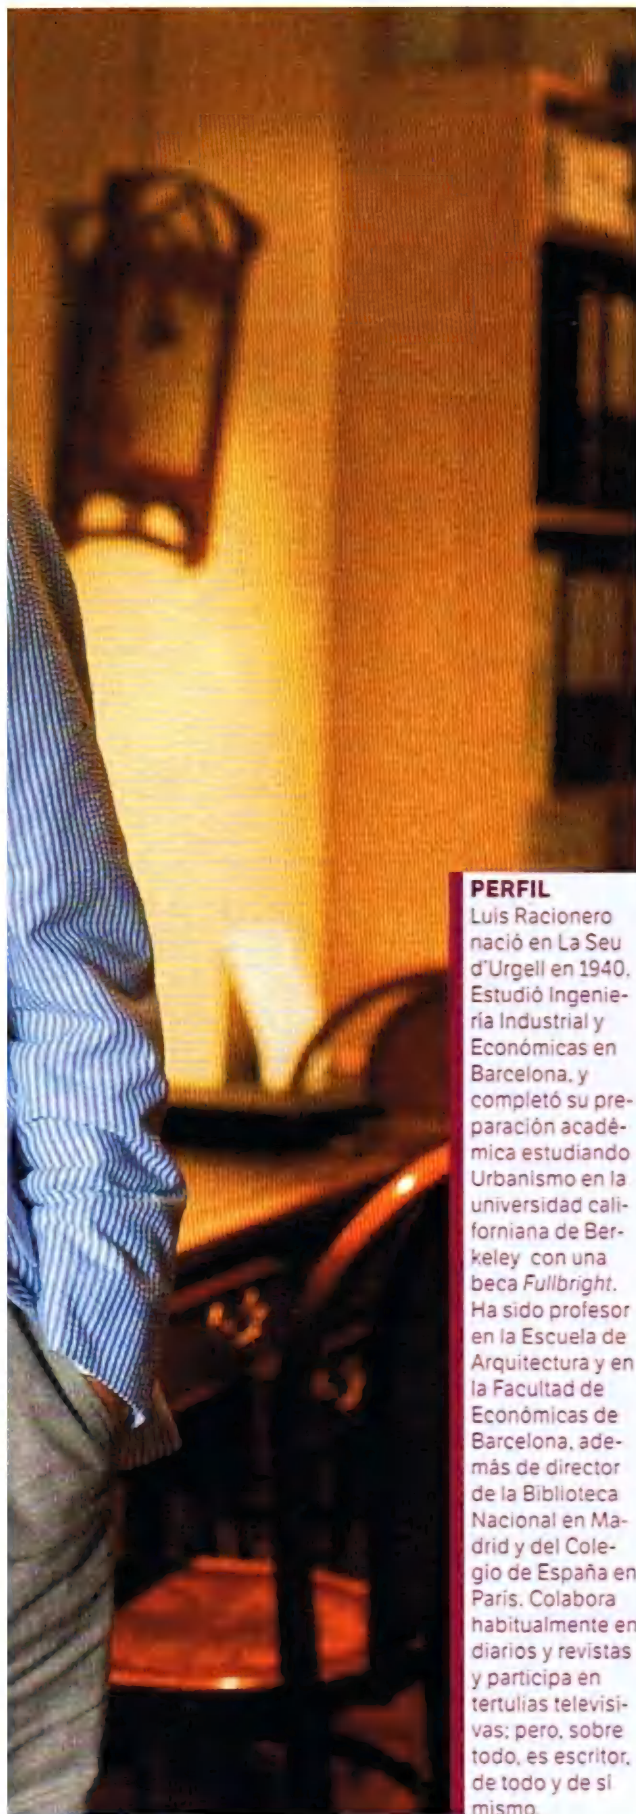 PERFIL
Luis Racionero
nació en La Seu
d'Urgell en 1940.
Estudió Ingenie-
ría Industrial y
Económicas en
Barcelona, y
completó su pre-
paración acadé-
mica estudiando
Urbanismo en la
universidad cali-
forniana de Ber-
keley con una
beca Fullbright.
Ha sido profesor
en la Escuela de
Arquitectura y en
la Facultad de
Económicas de
Barcelona, ade-
más de director
de la Biblioteca
Nacional en Ma-
drid y del Cole-
gio de España en
París. Colabora
habitualmente en
diarios y revistas
y participa en
tertulias televisi-
vas; pero, sobre
todo, es escritor,
de todo y de sí
mismo.